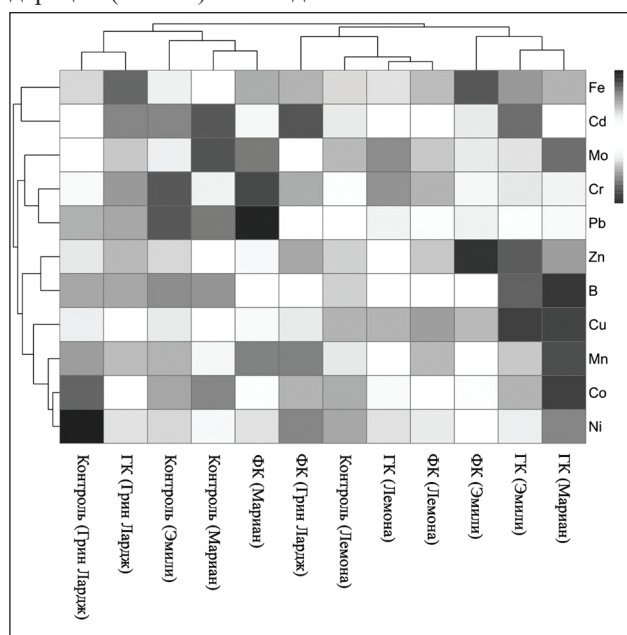 Fe
Cd
Mo
Cr
Pb
Zn
B
Cu
Mn
Co
Ni
Контроль (Грин Лардж)
ГК (Грин Лардж)
Контроль (Эмили)
Контроль (Мариан)
ФК (Мариан)
ФК (Грин Лардж)
Контроль (Лемона)
ГК (Лемона)
ФК (Лемона)
ФК (Эмили)
ГК (Эмили)
ГК (Мариан)